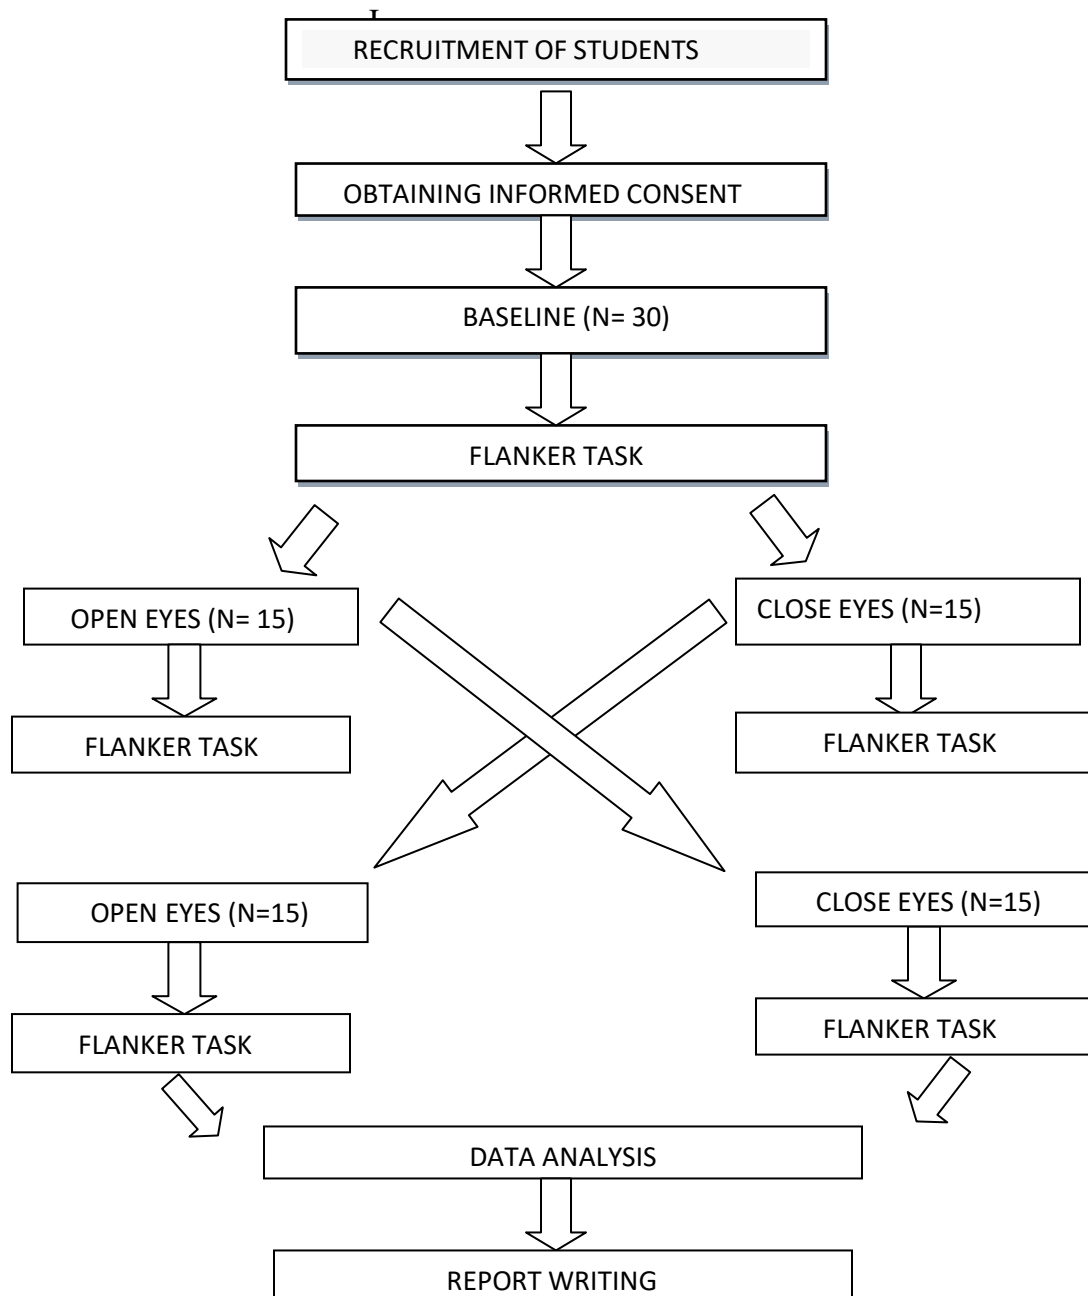 RECRUITMENT OF STUDENTS
OBTAINING INFORMED CONSENT
BASELINE (N= 30)
FLANKER TASK
OPEN EYES (N= 15)
CLOSE EYES (N=15)
FLANKER TASK
FLANKER TASK
OPEN EYES (N=15)
CLOSE EYES (N=15)
FLANKER TASK
FLANKER TASK
DATA ANALYSIS
REPORT WRITING